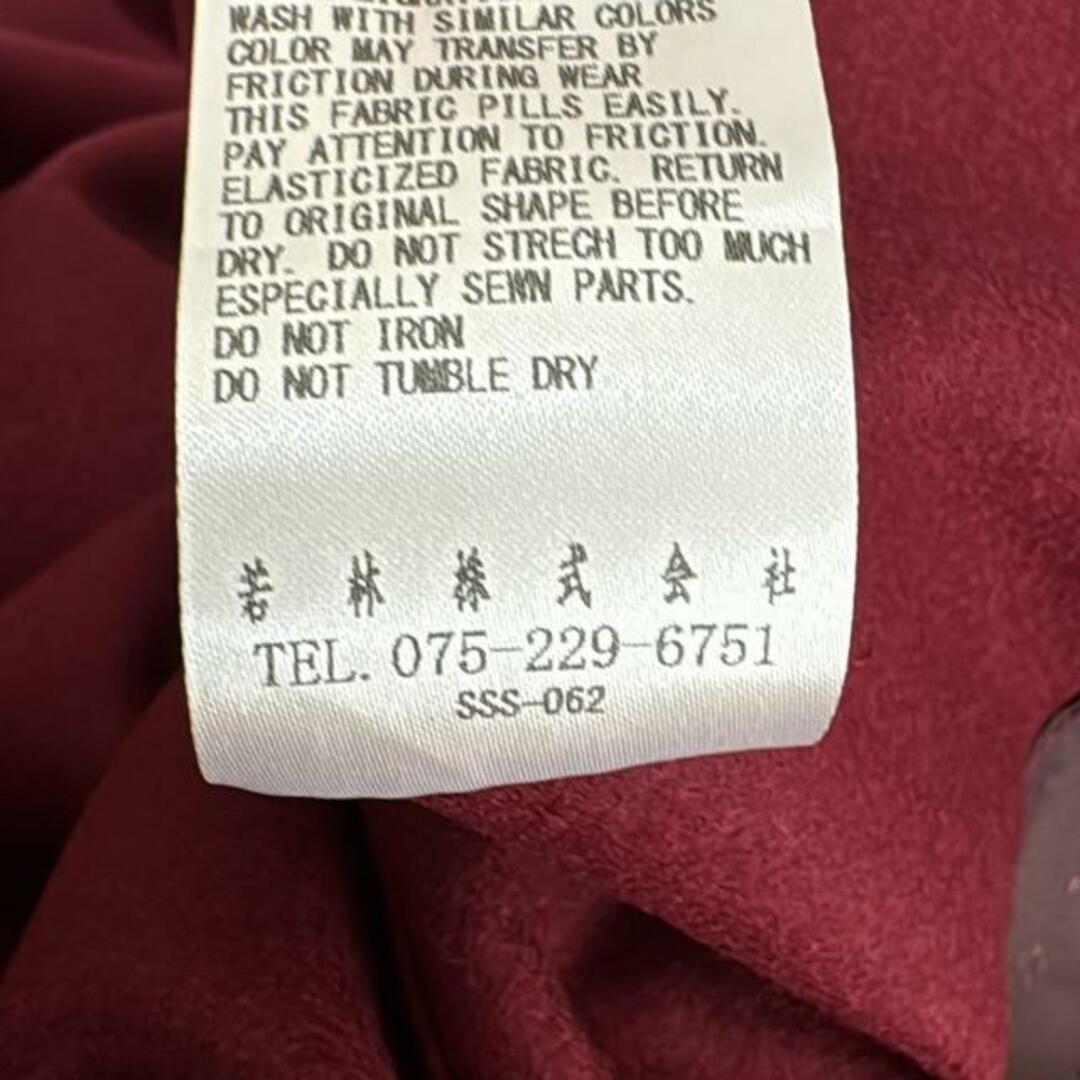 WASH WITH SIMILAR COLORS
COLOR MAY TRANSFER BY
FRICTION DURING WEAR
THIS FABRIC PILLS EASILY.
PAY ATTENTION TO FRICTION.
ELASTICIZED FABRIC. RETURN
TO ORIGINAL SHAPE BEFORE
DRY. DO NOT STRECH TOO MUCH
ESPECIALLY SEWN PARTS.
DO NOT IRON
DO NOT TUMBLE DRY
若林株式会社
TEL. 075-229-6751
SSS-062